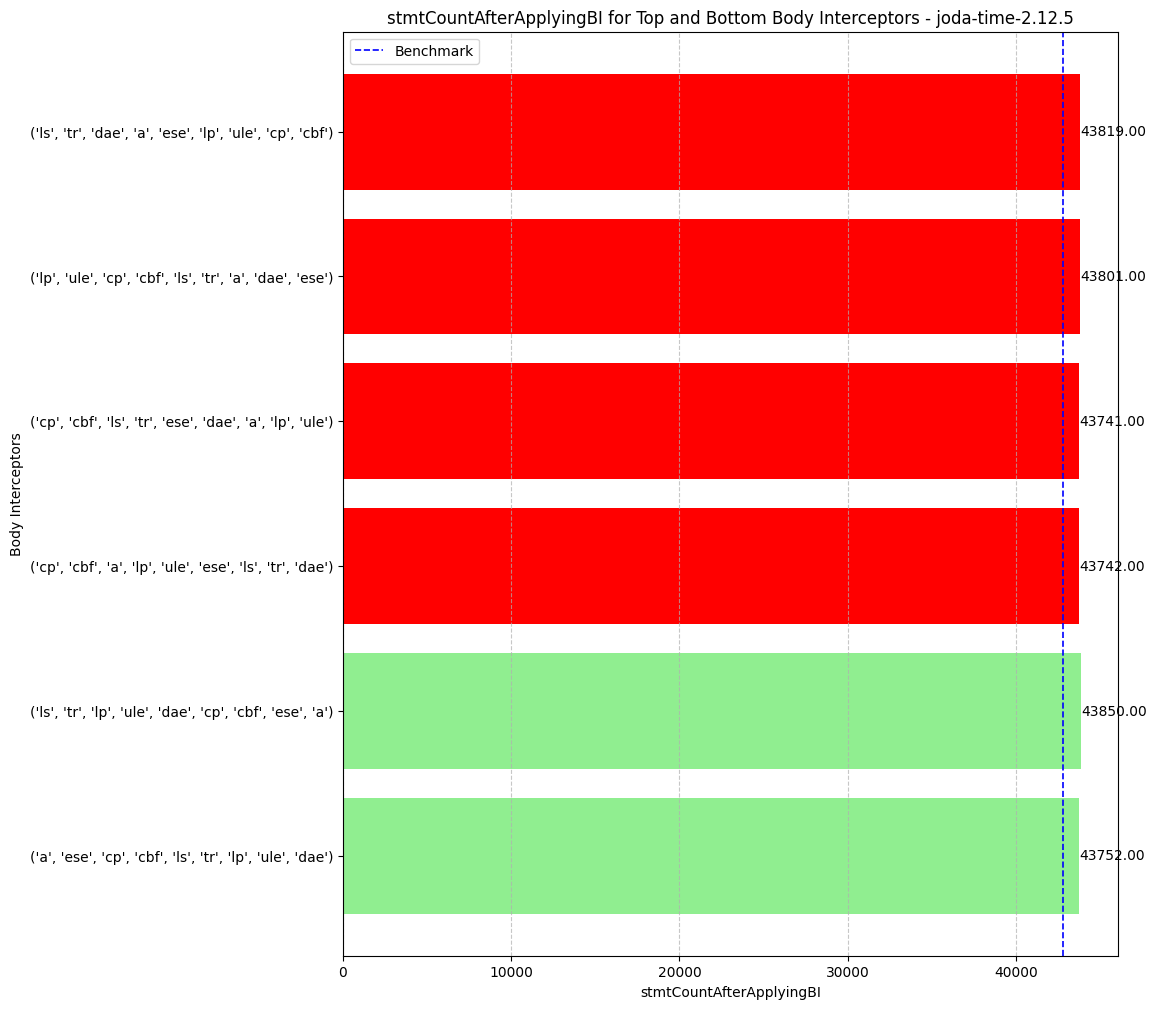 stmtCountAfterApplyingBI for Top and Bottom Body Interceptors - joda-time-2.12.5
Benchmark
('ls', 'tr', 'dae', 'a', 'ese', 'lp', 'ule', 'cp', 'cbf')
43819.00
('lp', 'ule', 'cp', 'cbf', 'ls', 'tr', 'a', 'dae', 'ese')
43801.00
('cp', 'cbf', 'ls', 'tr', 'ese', 'dae', 'a', 'lp', 'ule')
43741.00
('cp', 'cbf', 'a', 'lp', 'ule', 'ese', 'ls', 'tr', 'dae')
43742.00
('ls', 'tr', 'lp', 'ule', 'dae', 'cp', 'cbf', 'ese', 'a')
43850.00
('a', 'ese', 'cp', 'cbf', 'ls', 'tr', 'lp', 'ule', 'dae')
43752.00
Body Interceptors
0 10000 20000 30000 40000
stmtCountAfterApplyingBI